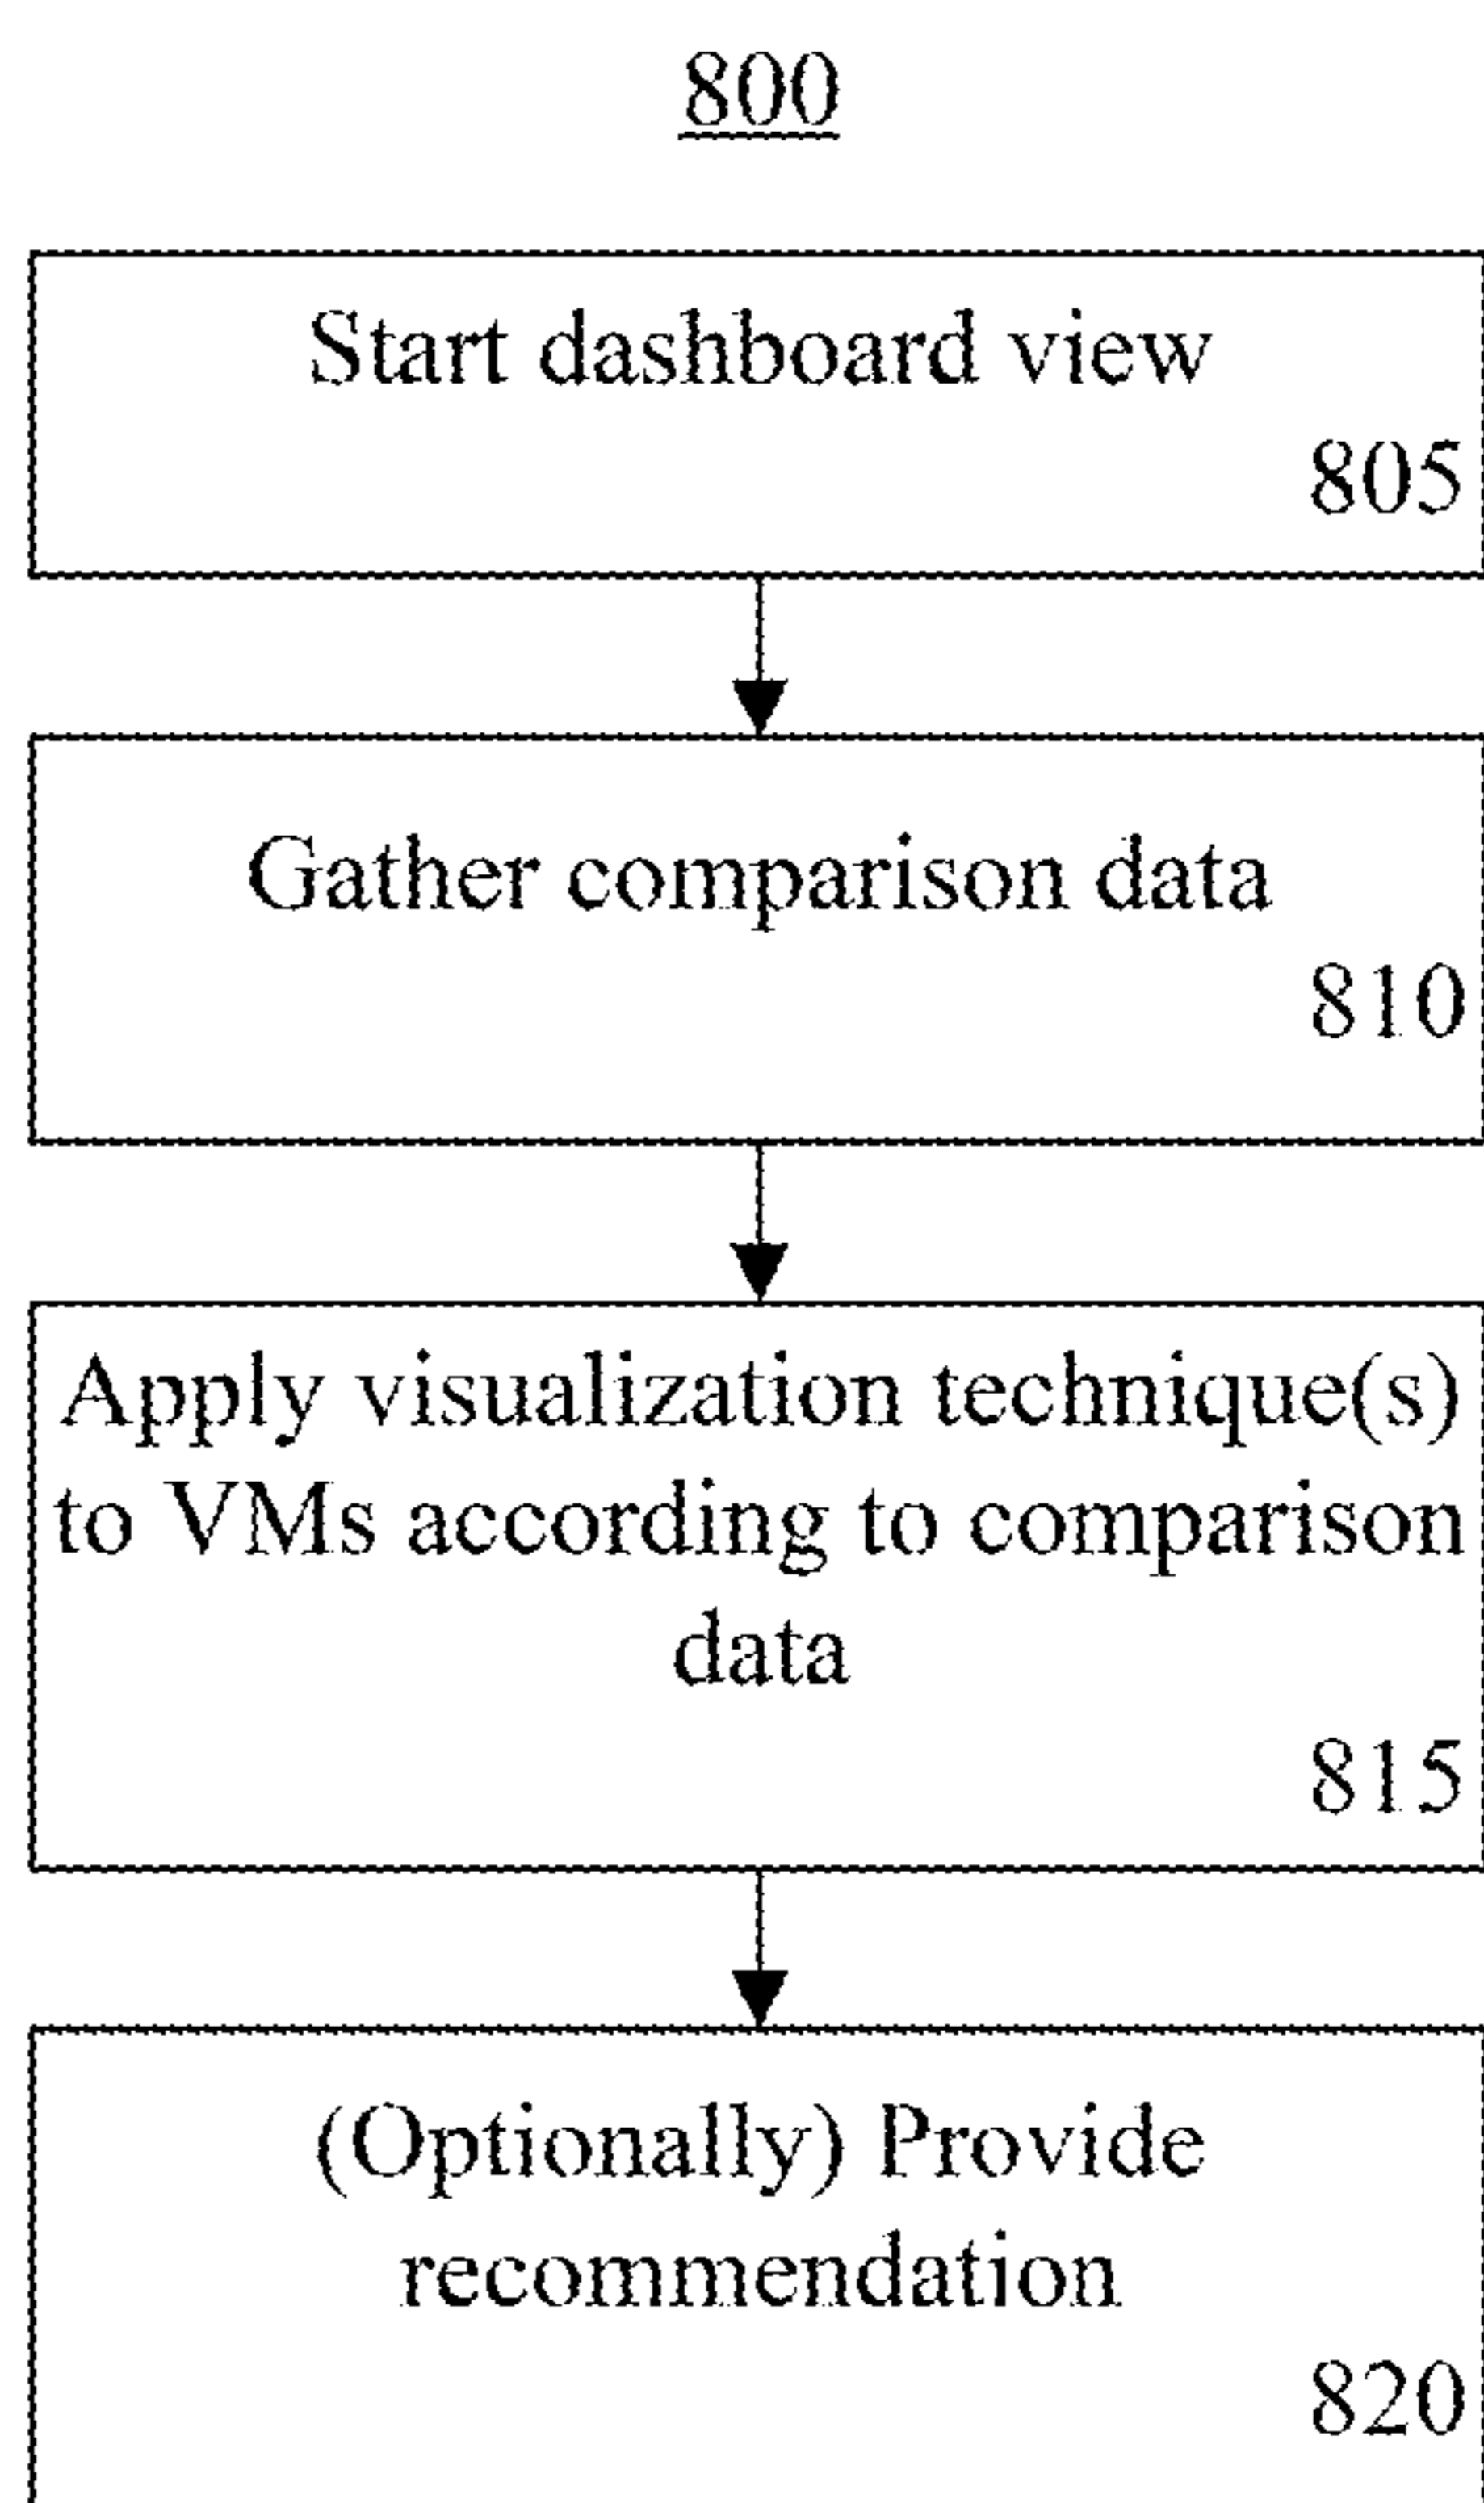 800
Start dashboard view
805
Gather comparison data
810
Apply visualization technique(s)
to VMs according to comparison
data
815
(Optionally) Provide
recommendation
820